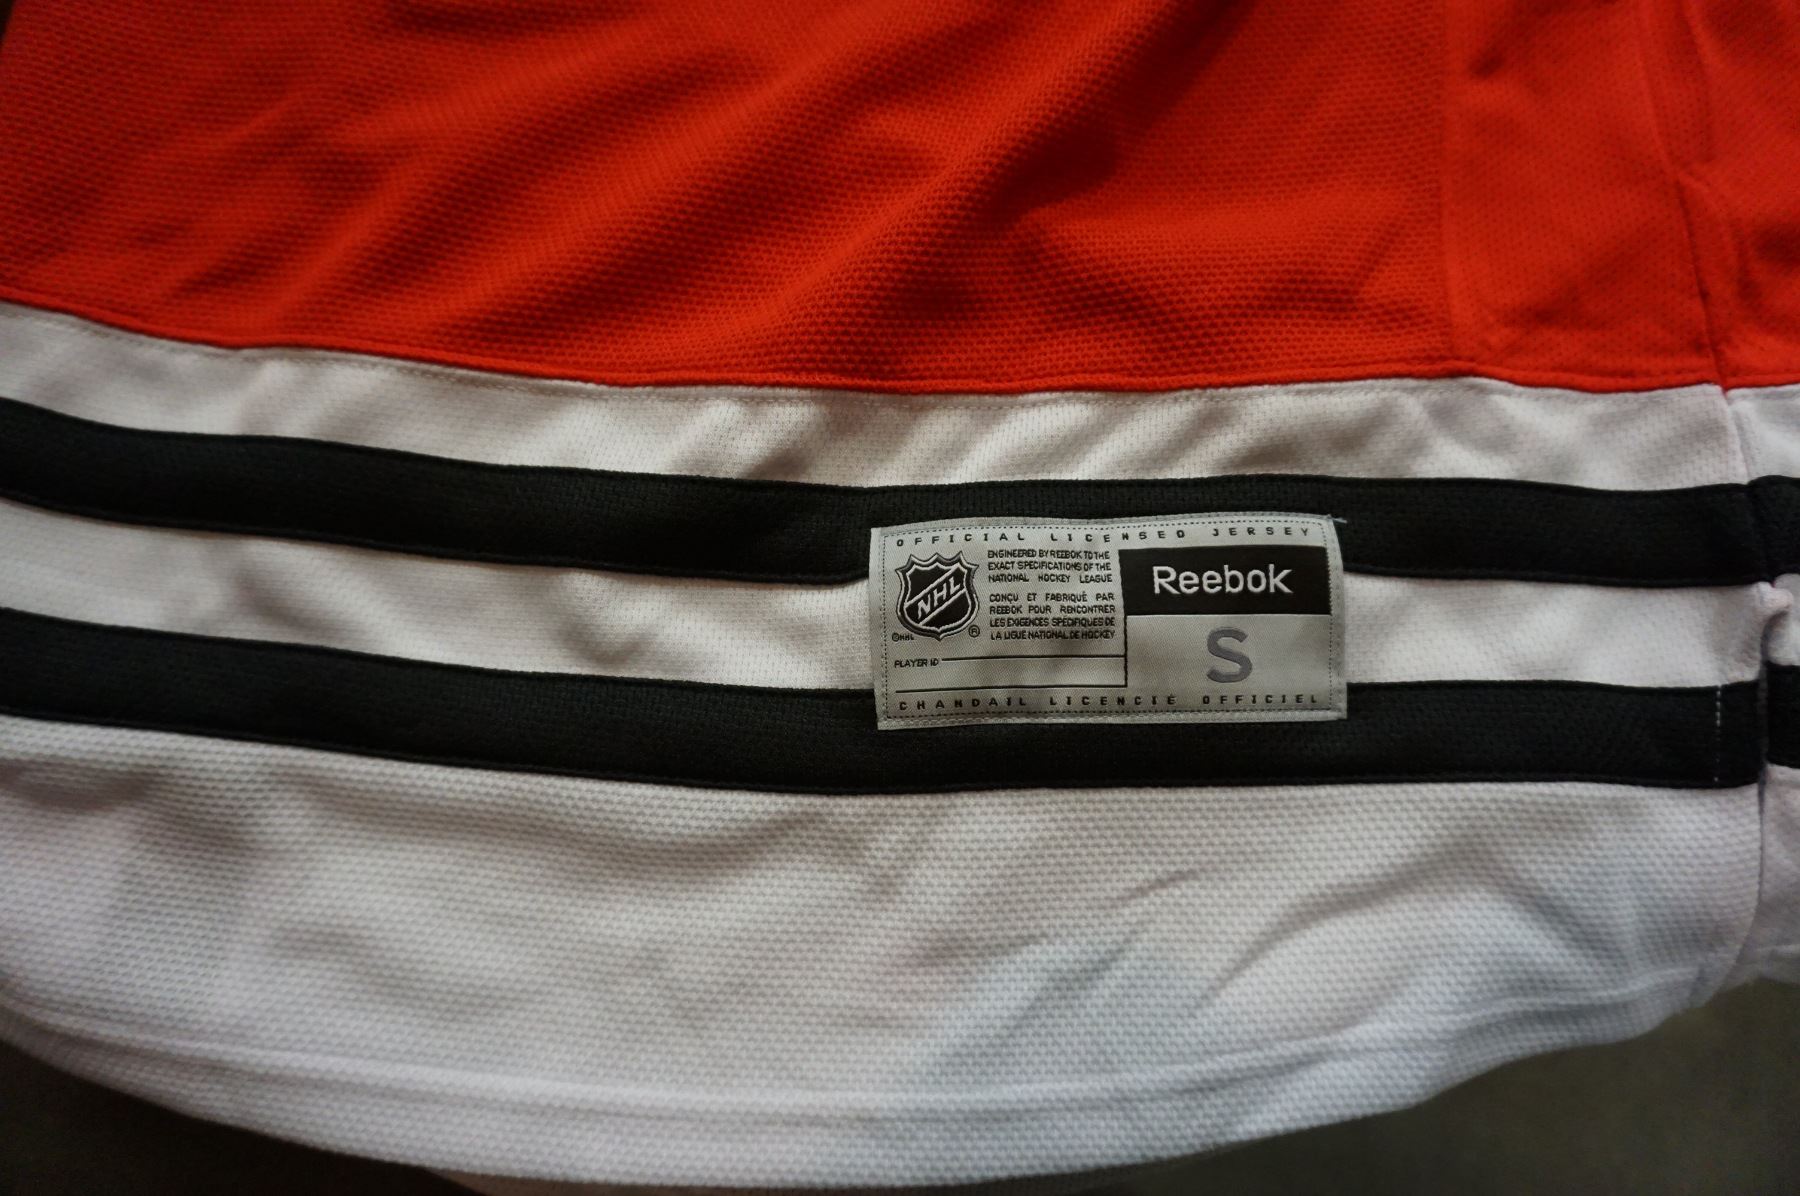 OFFICIAL LICENSED JERSEY
NHL
©NHL
®
ENGINEERED BY REEBOK TO THE
EXACT SPECIFICATIONS OF THE
NATIONAL HOCKEY LEAGUE
CONÇU ET FABRIQUÉ PAR
REEBOK POUR RENCONTRER
LES EXIGENCES SPÉCIFIQUES DE
LA LIGUE NATIONAL DE HOCKEY
Reebok
S
PLAYER ID
CHANDAIL LICENCIÉ OFFICIEL